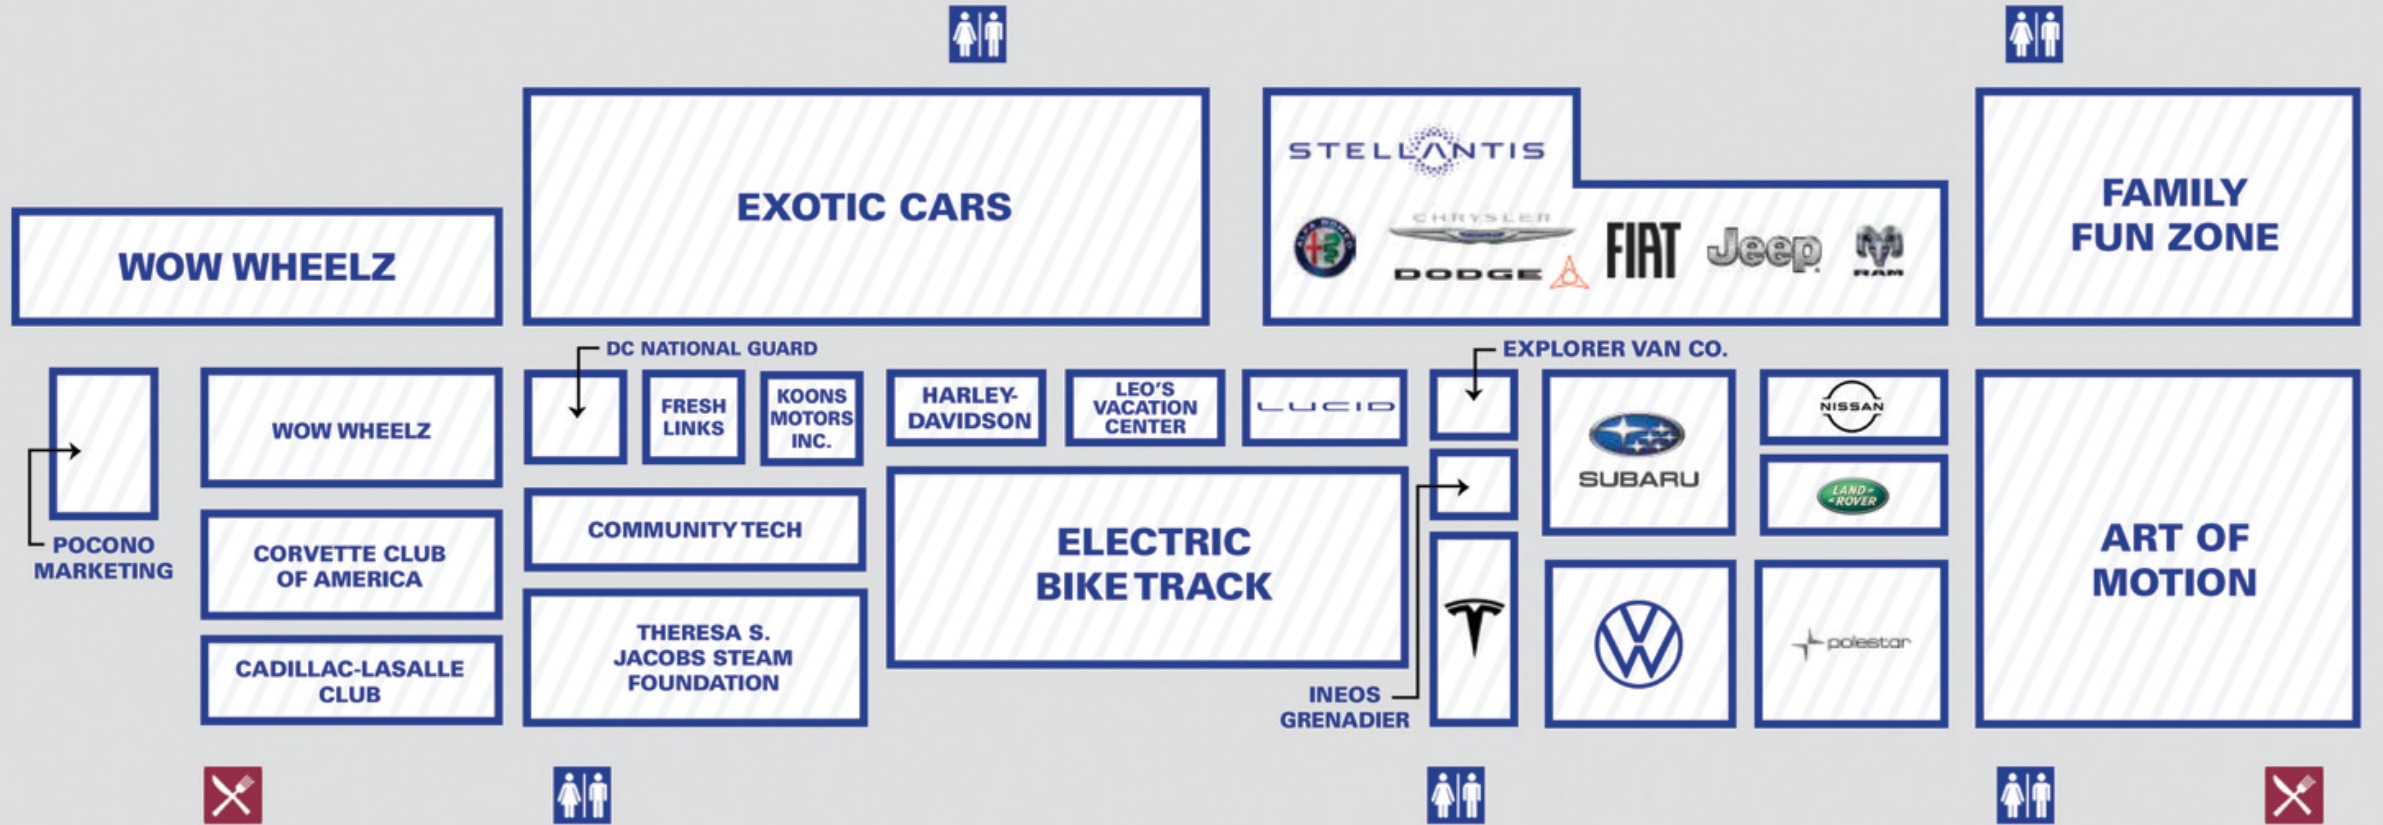 EXOTIC CARS
STELLANTIS
ALFA ROMEO
CHRYSLER
DODGE
FIAT
Jeep
RAM
FAMILY
FUN ZONE
WOW WHEELZ
DC NATIONAL GUARD
EXPLORER VAN CO.
WOW WHEELZ
FRESH
LINKS
KOONS
MOTORS
INC.
HARLEY-
DAVIDSON
LEO'S
VACATION
CENTER
LUCID
SUBARU
NISSAN
LAND-
-ROVER
POCONO
MARKETING
CORVETTE CLUB
OF AMERICA
COMMUNITY TECH
ELECTRIC
BIKE TRACK
ART OF
MOTION
CADILLAC-LASALLE
CLUB
THERESA S.
JACOBS STEAM
FOUNDATION
INEOS
GRENADIER
VW
polestar